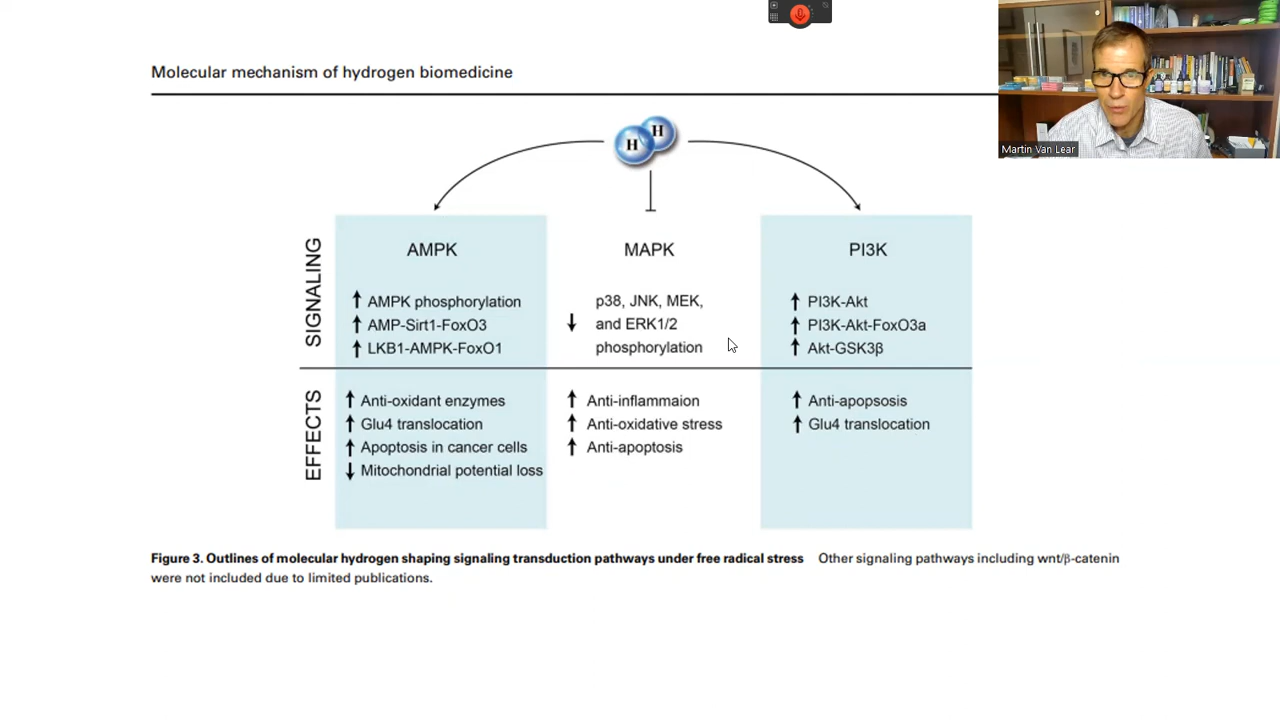 Molecular mechanism of hydrogen biomedicine
Martin Van Lear
H H
SIGNALING
AMPK
↑ AMPK phosphorylation
↑ AMP-Sirt1-FoxO3
↑ LKB1-AMPK-FoxO1
MAPK
p38, JNK, MEK,
↓ and ERK1/2
phosphorylation
PI3K
↑ PI3K-Akt
↑ PI3K-Akt-FoxO3a
↑ Akt-GSK3β
EFFECTS
↑ Anti-oxidant enzymes
↑ Glu4 translocation
↑ Apoptosis in cancer cells
↓ Mitochondrial potential loss
↑ Anti-inflammaion
↑ Anti-oxidative stress
↑ Anti-apoptosis
↑ Anti-apopsosis
↑ Glu4 translocation
Figure 3. Outlines of molecular hydrogen shaping signaling transduction pathways under free radical stress Other signaling pathways including wnt/β-catenin
were not included due to limited publications.